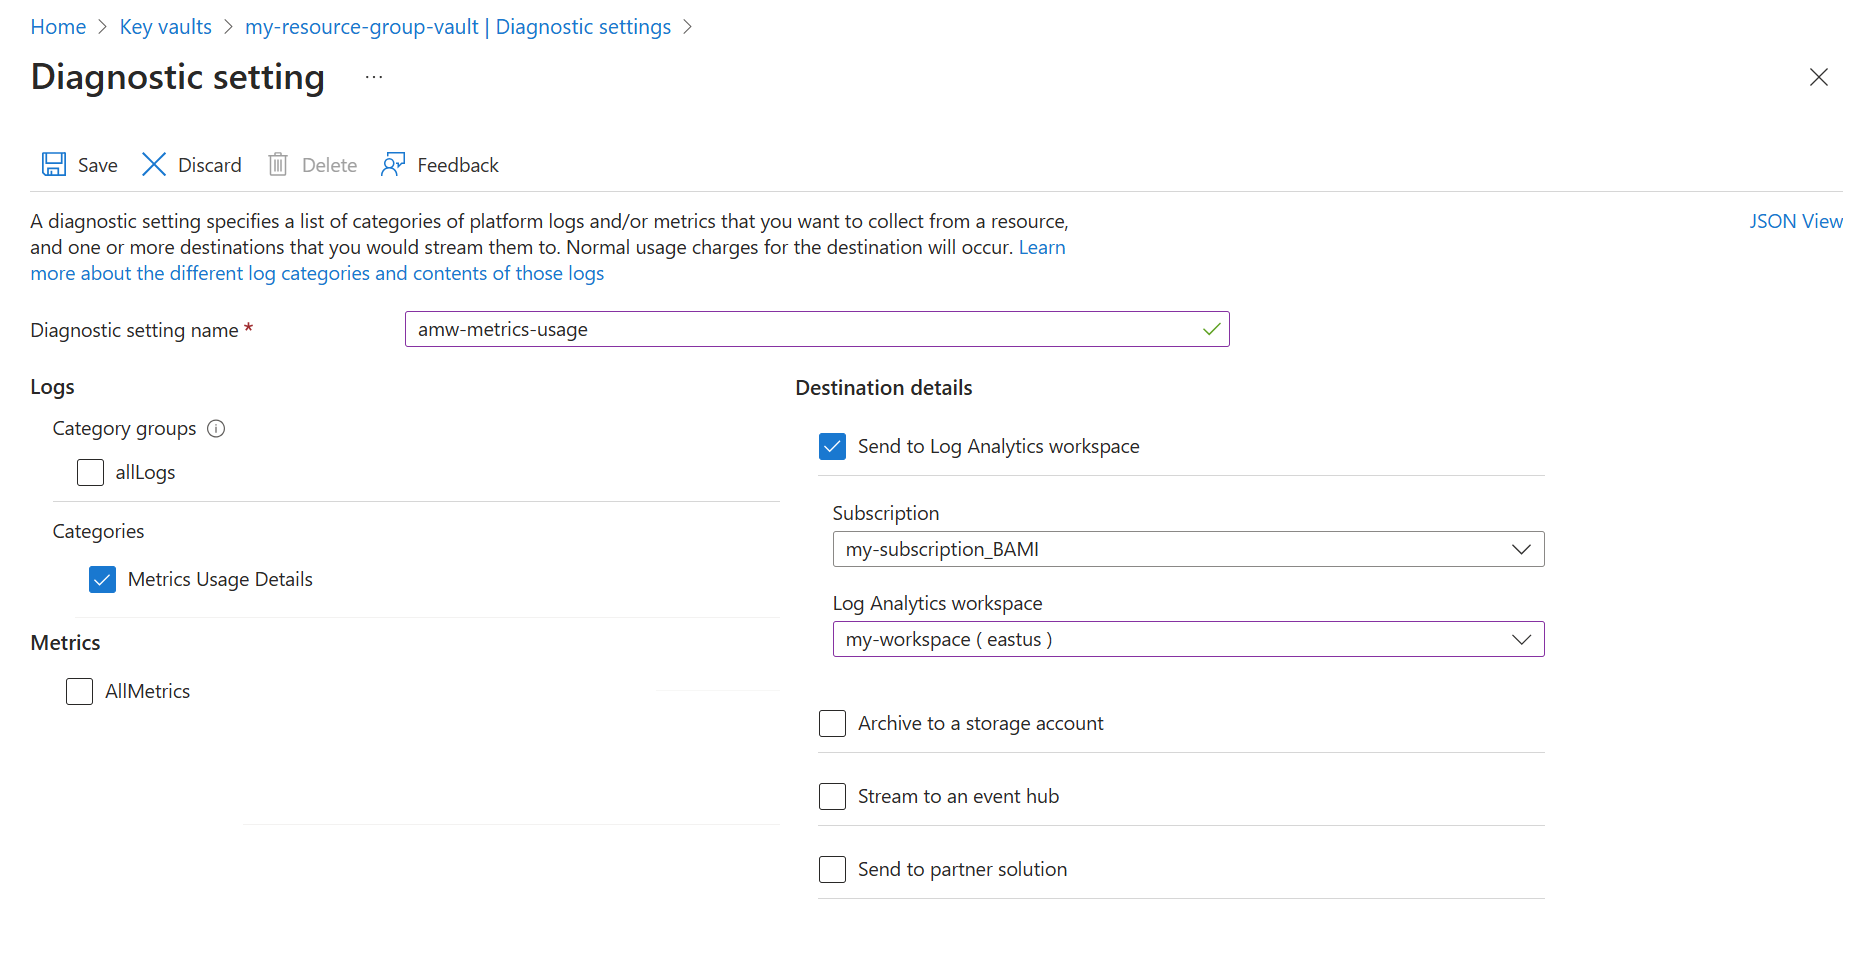 Home > Key vaults > my-resource-group-vault | Diagnostic settings >
Diagnostic setting ...
Save Discard Delete Feedback
A diagnostic setting specifies a list of categories of platform logs and/or metrics that you want to collect from a resource,
and one or more destinations that you would stream them to. Normal usage charges for the destination will occur. Learn
more about the different log categories and contents of those logs
JSON View
Diagnostic setting name *
amw-metrics-usage
Logs
Category groups
allLogs
Categories
Metrics Usage Details
Metrics
AllMetrics
Destination details
Send to Log Analytics workspace
Subscription
my-subscription_BAMI
Log Analytics workspace
my-workspace ( eastus )
Archive to a storage account
Stream to an event hub
Send to partner solution